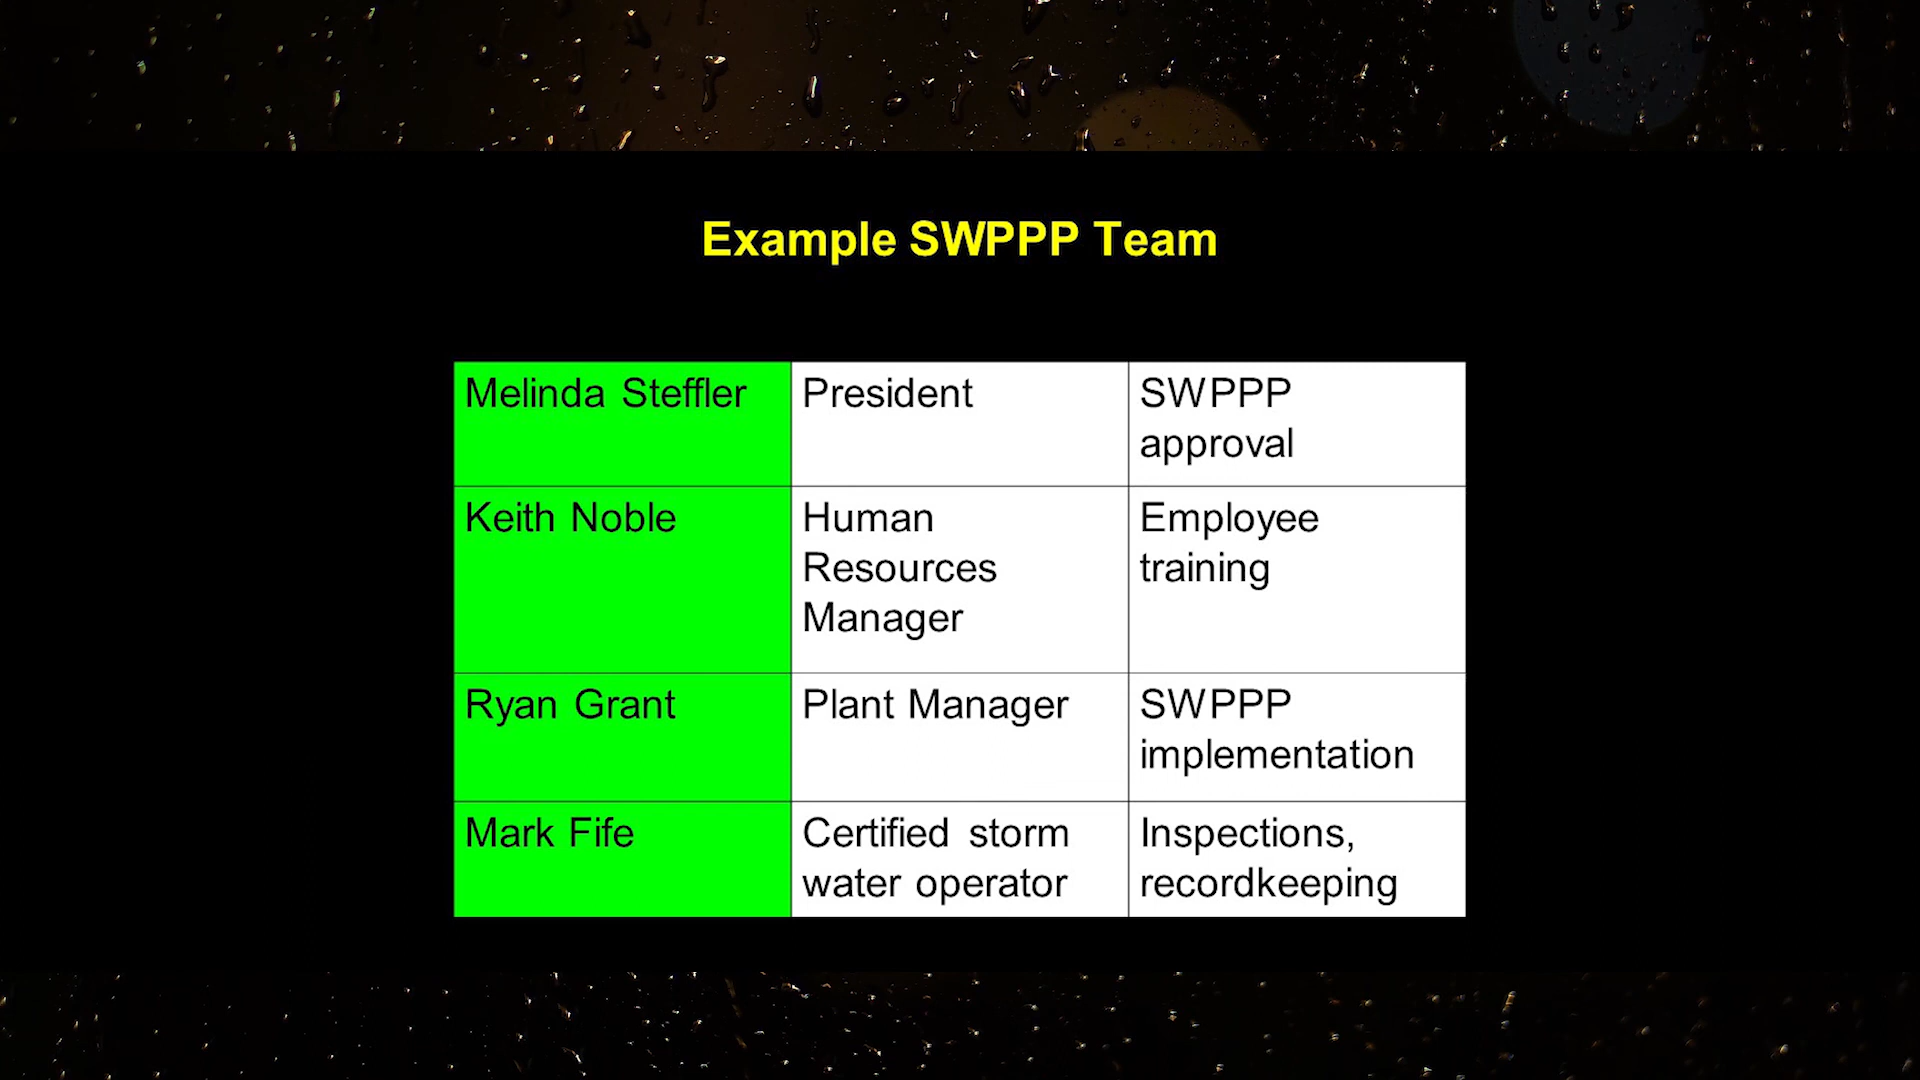 Example SWPPP Team
Melinda Steffler
President
SWPPP
approval
Keith Noble
Human
Resources
Manager
Employee
training
Ryan Grant
Plant Manager
SWPPP
implementation
Mark Fife
Certified storm
water operator
Inspections,
recordkeeping